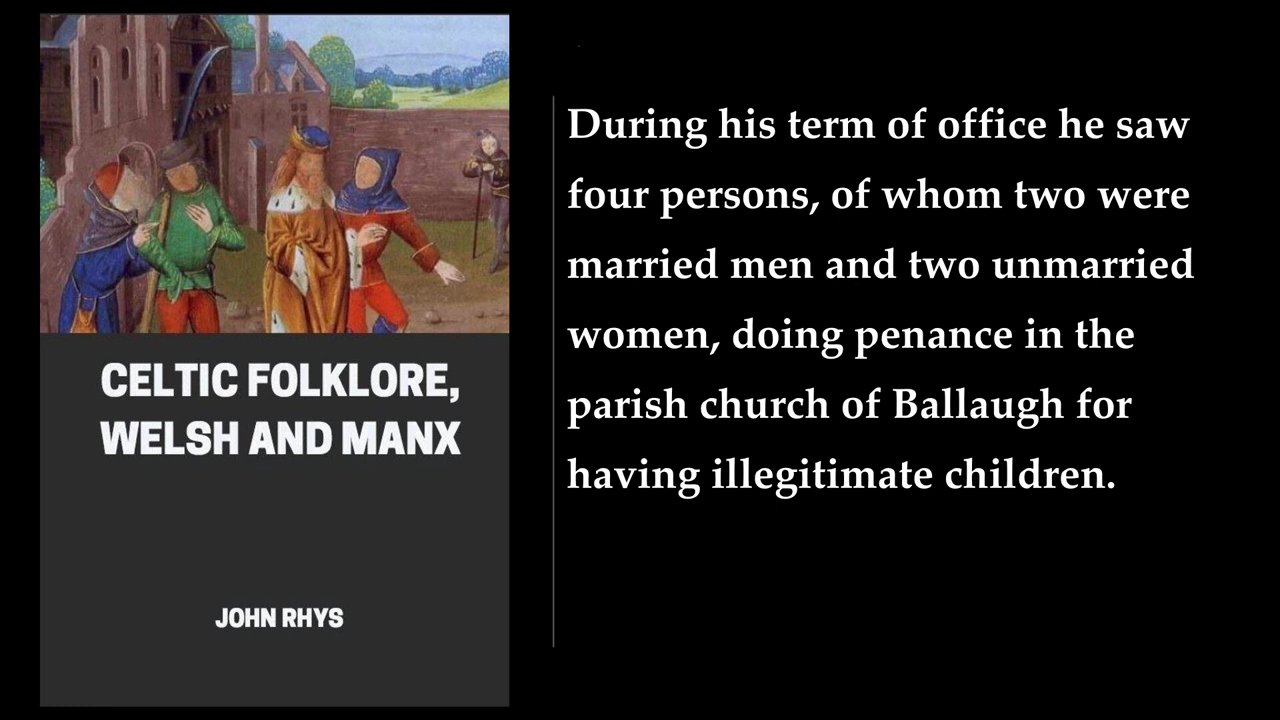 CELTIC FOLKLORE,
WELSH AND MANX
JOHN RHYS
During his term of office he saw
four persons, of whom two were
married men and two unmarried
women, doing penance in the
parish church of Ballaugh for
having illegitimate children.